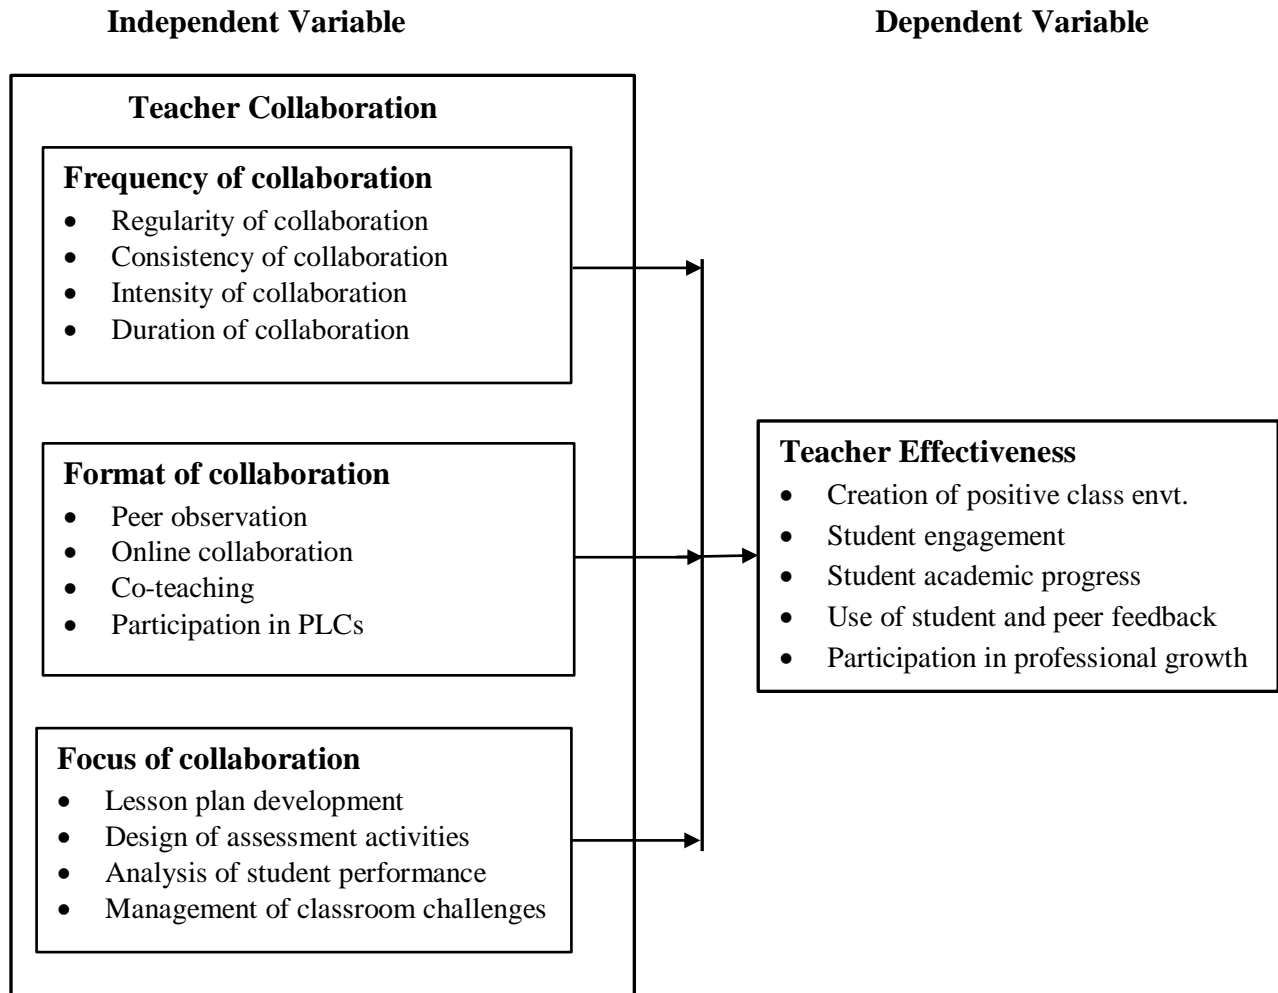 Independent Variable
Dependent Variable
Teacher Collaboration
Frequency of collaboration
• Regularity of collaboration
• Consistency of collaboration
• Intensity of collaboration
• Duration of collaboration
Format of collaboration
• Peer observation
• Online collaboration
• Co-teaching
• Participation in PLCs
Focus of collaboration
• Lesson plan development
• Design of assessment activities
• Analysis of student performance
• Management of classroom challenges
Teacher Effectiveness
• Creation of positive class envt.
• Student engagement
• Student academic progress
• Use of student and peer feedback
• Participation in professional growth